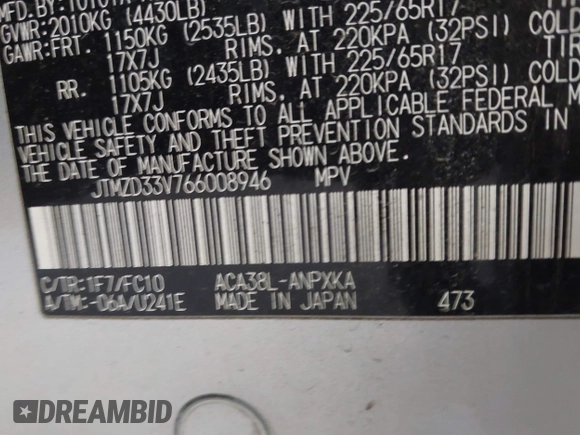 MFD.BY:
GVWR:2010KG (4430LB)
GAWR:FRT. 1150KG (2535LB) WITH 225/65R17
17X7J RIMS. AT 220KPA (32PSI) COLD
RR. 1105KG (2435LB) WITH 225/65R17
17X7J RIMS. AT 220KPA (32PSI) COLD
THIS VEHICLE CONFORMS TO ALL APPLICABLE FEDERAL
VEHICLE SAFETY AND THEFT PREVENTION STANDARDS IN
THE DATE OF MANUFACTURE SHOWN ABOVE.
JTMZD33V766008946 MPV
C/TR:1F7/FC10 ACA38L-ANPXKA
A/TM:-06A/U241E MADE IN JAPAN 473
DREAMBID